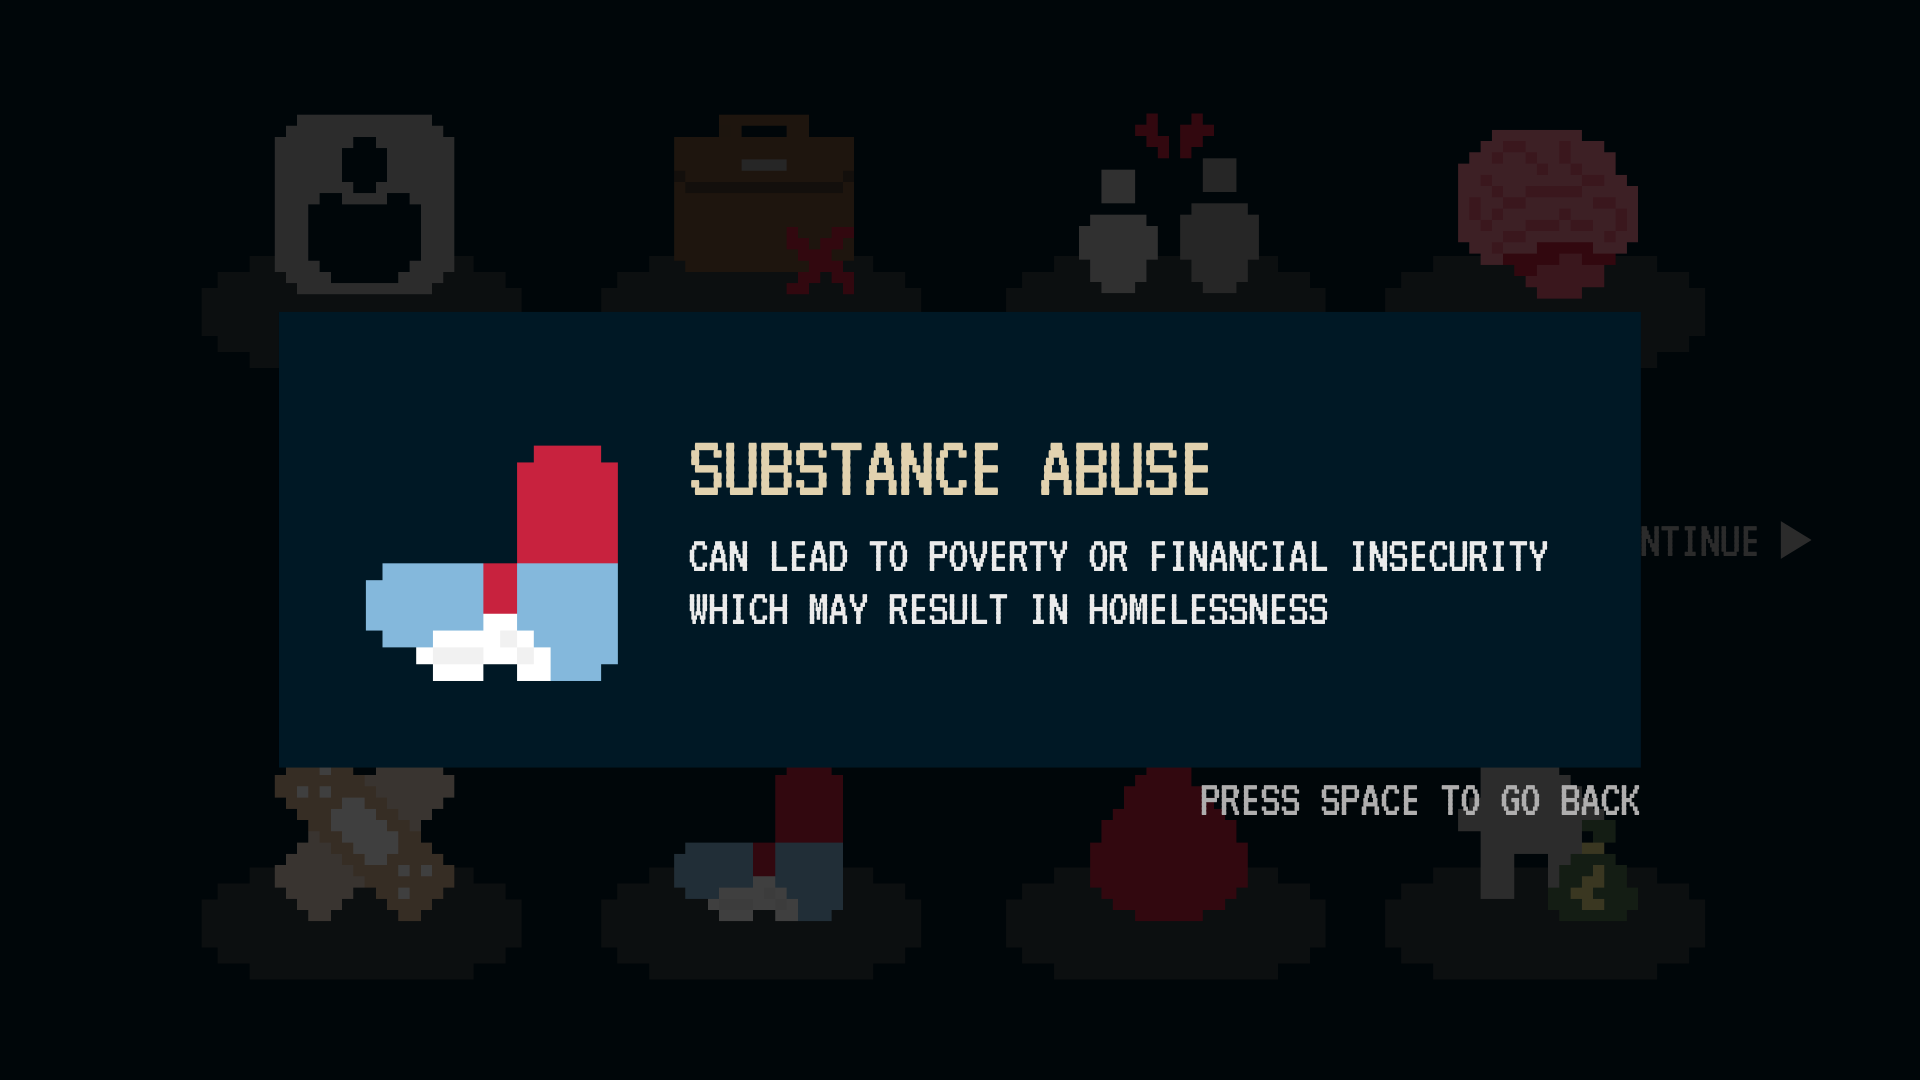 SUBSTANCE ABUSE
CAN LEAD TO POVERTY OR FINANCIAL INSECURITY
WHICH MAY RESULT IN HOMELESSNESS
NTINUE
PRESS SPACE TO GO BACK